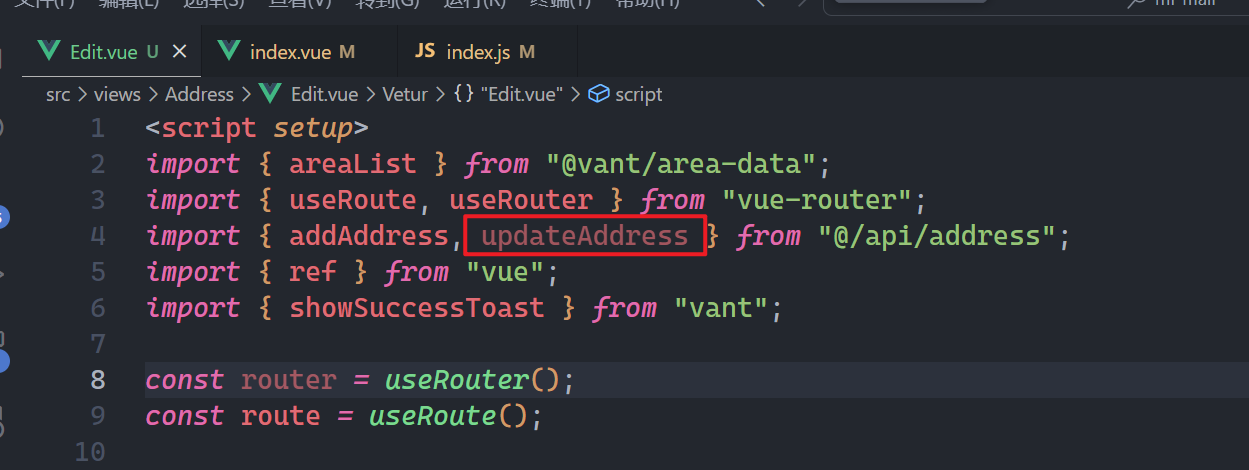 文件(F) 编辑(E) 选择(S) 查看(V) 转到(G) 运行(R) 终端(T) 帮助(H)
Edit.vue U × index.vue M JS index.js M
src > views > Address > Edit.vue > Vetur > {} "Edit.vue" > script
1 <script setup>
2 import { areaList } from "@vant/area-data";
3 import { useRoute, useRouter } from "vue-router";
4 import { addAddress, updateAddress } from "@/api/address";
5 import { ref } from "vue";
6 import { showSuccessToast } from "vant";
7
8 const router = useRouter();
9 const route = useRoute();
10